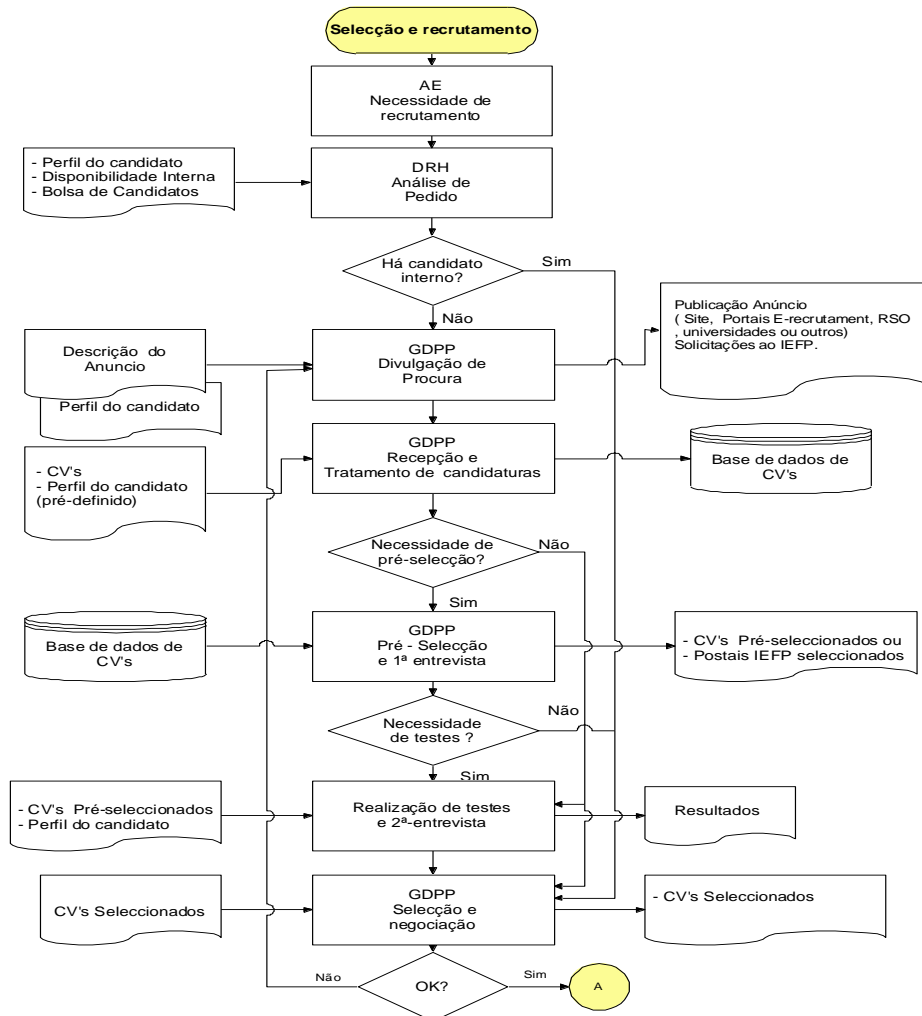 Selecção e recrutamento
AE
Necessidade de
recrutamento
- Perfil do candidato
- Disponibilidade Interna
- Bolsa de Candidatos
DRH
Análise de
Pedido
Há candidato
interno?
Sim
Não
Descrição do
Anuncio
Perfil do candidato
GDPP
Divulgação de
Procura
Publicação Anúncio
( Site, Portais E-recrutament, RSO
, universidades ou outros)
Solicitações ao IEFP.
- CV's
- Perfil do candidato
(pré-definido)
GDPP
Recepção e
Tratamento de candidaturas
Base de dados de
CV's
Necessidade de
pré-selecção?
Não
Sim
Base de dados de
CV's
GDPP
Pré - Selecção
e 1ª entrevista
- CV's Pré-seleccionados ou
- Postais IEFP seleccionados
Necessidade
de testes ?
Não
Sim
- CV's Pré-seleccionados
- Perfil do candidato
Realização de testes
e 2ª-entrevista
Resultados
CV's Seleccionados
GDPP
Selecção e
negociação
- CV's Seleccionados
Não
OK?
Sim
A